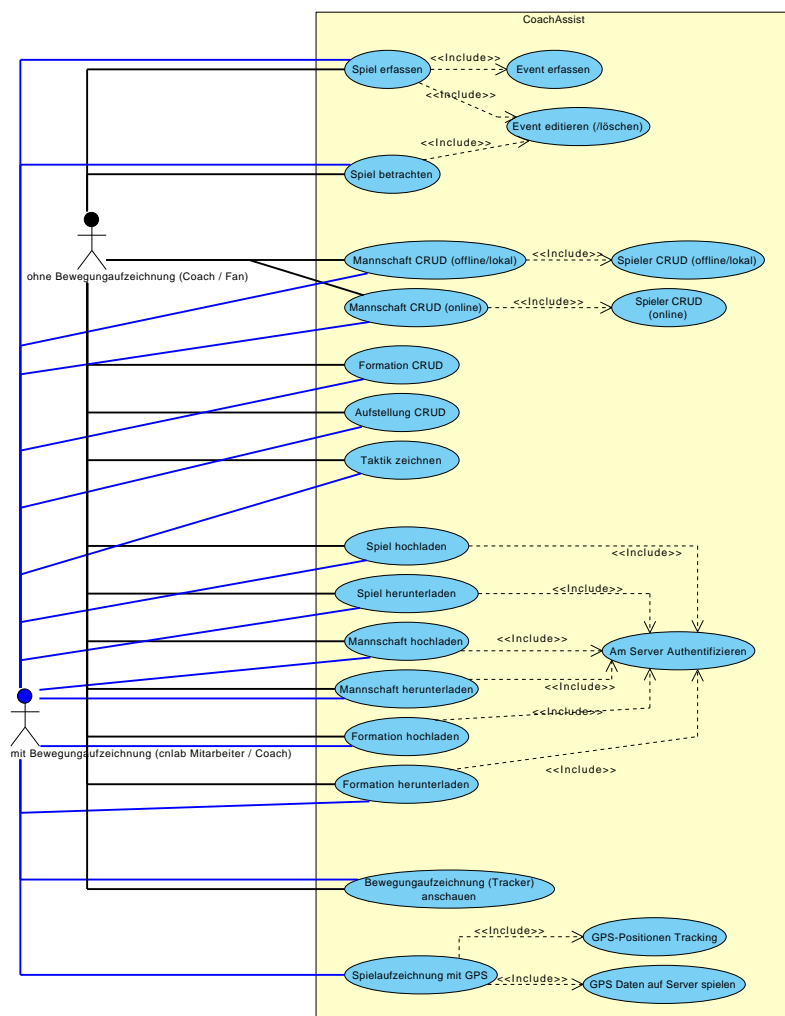 CoachAssist
<<Include>>
Spiel erfassen
Event erfassen
<<Include>>
Event editieren (/löschen)
<<Include>>
Spiel betrachten
ohne Bewegungaufzeichnung (Coach / Fan)
Mannschaft CRUD (offline/lokal)
<<Include>>
Spieler CRUD (offline/lokal)
Mannschaft CRUD (online)
<<Include>>
Spieler CRUD
(online)
Formation CRUD
Aufstellung CRUD
Taktik zeichnen
Spiel hochladen
<<Include>>
Spiel herunterladen
<<Include>>
Mannschaft hochladen
<<Include>>
Am Server Authentifizieren
Mannschaft herunterladen
<<Include>>
<<Include>>
Formation hochladen
mit Bewegungaufzeichnung (cnlab Mitarbeiter / Coach)
<<Include>>
Formation herunterladen
Bewegungaufzeichnung (Tracker)
anschauen
<<Include>>
GPS-Positionen Tracking
Spielaufzeichnung mit GPS
<<Include>>
GPS Daten auf Server spielen